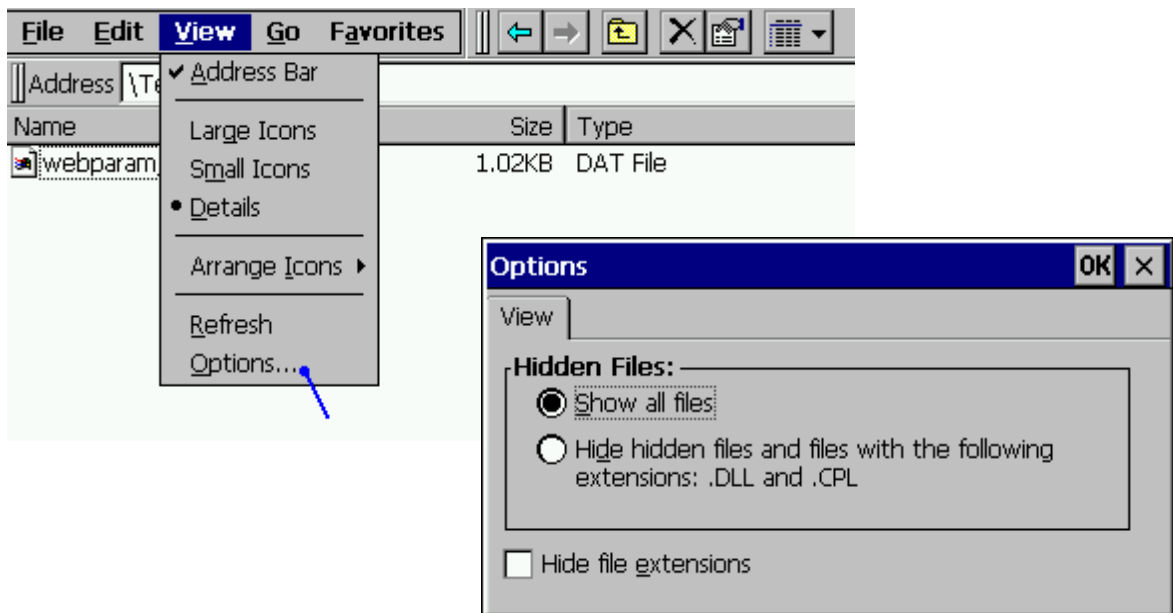 File Edit View Go Favorites
Address \Te
Address Bar
Name Size Type
Large Icons
webparam_ 1.02KB DAT File
Small Icons
Details
Arrange Icons
Refresh
Options...
Options OK
View
Hidden Files:
Show all files
Hide hidden files and files with the following
extensions: .DLL and .CPL
Hide file extensions